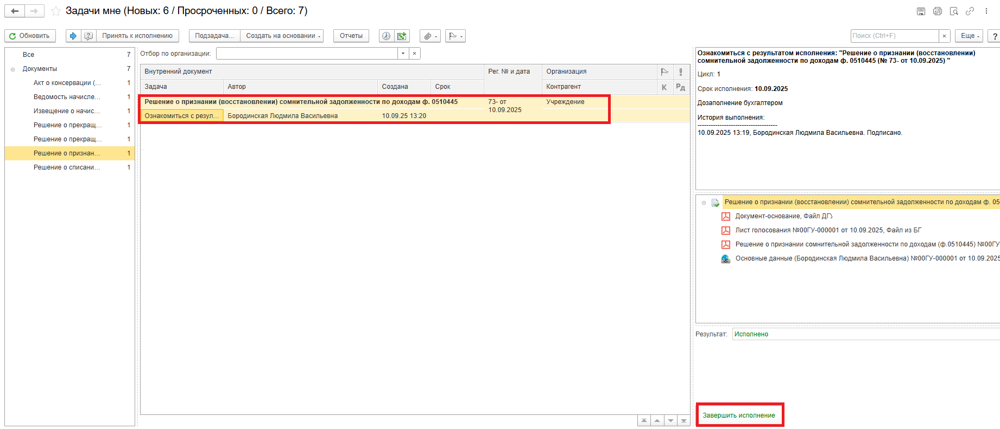 Задачи мне (Новых: 6 / Просроченных: 0 / Всего: 7)
Обновить
Принять к исполнению
Подзадача...
Создать на основании
Отчеты
Поиск (Ctrl+F)
×
Еще
?
Все 7
Документы 7
Акт о консервации (... 1
Ведомость начисле... 1
Извещение о начис... 1
Решение о прекращ... 1
Решение о прекращ... 1
Решение о признан... 1
Решение о списани... 1
Отбор по организации:
×
Внутренний документ Рег. № и дата Организация
Задача Автор Создана Срок Контрагент К Рд
Решение о признании (восстановлении) сомнительной задолженности по доходам ф. 0510445 73- от Учреждение
10.09.2025
Ознакомиться с резул... Бородинская Людмила Васильевна 10.09.25 13:20
Ознакомиться с результатом исполнения: "Решение о признании (восстановлении)
сомнительной задолженности по доходам ф. 0510445 (№ 73- от 10.09.2025) "
Цикл: 1
Срок исполнения: 10.09.2025
Дозаполнение бухгалтером
История выполнения:
------------------------------------
10.09.2025 13:19, Бородинская Людмила Васильевна. Подписано.
Решение о признании (восстановлении) сомнительной задолженности по доходам ф. 05
Документ-основание, Файл ДГУ
Лист голосования №00ГУ-000001 от 10.09.2025, Файл из БГ
Решение о признании сомнительной задолженности по доходам (ф.0510445) №00ГУ
Основные данные (Бородинская Людмила Васильевна) №00ГУ-000001 от 10.09.2025
Результат: Исполнено
Завершить исполнение